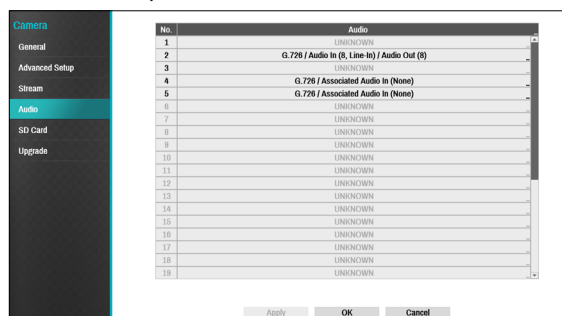 Camera
General
Advanced Setup
Stream
Audio
SD Card
Upgrade
No. Audio
1 UNKNOWN
2 G.726 / Audio In (8, Line-In) / Audio Out (8)
3 UNKNOWN
4 G.726 / Associated Audio In (None)
5 G.726 / Associated Audio In (None)
6 UNKNOWN
7 UNKNOWN
8 UNKNOWN
9 UNKNOWN
10 UNKNOWN
11 UNKNOWN
12 UNKNOWN
13 UNKNOWN
14 UNKNOWN
15 UNKNOWN
16 UNKNOWN
17 UNKNOWN
18 UNKNOWN
19 UNKNOWN
Apply OK Cancel